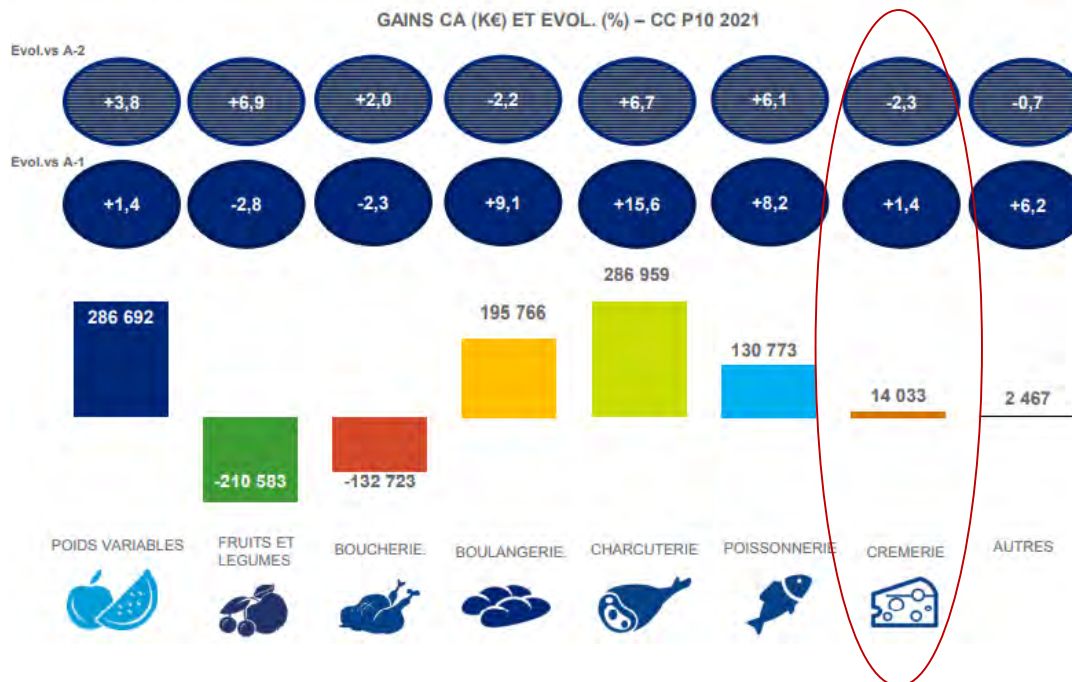 GAINS CA (K€) ET EVOL. (%) – CC P10 2021
Evol.vs A-2
+3,8 +6,9 +2,0 -2,2 +6,7 +6,1 -2,3 -0,7
Evol.vs A-1
+1,4 -2,8 -2,3 +9,1 +15,6 +8,2 +1,4 +6,2
286 692 -210 583 -132 723 195 766 286 959 130 773 14 033 2 467
POIDS VARIABLES
FRUITS ET
LEGUMES
BOUCHERIE.
BOULANGERIE.
CHARCUTERIE
POISSONNERIE
CREMERIE
AUTRES